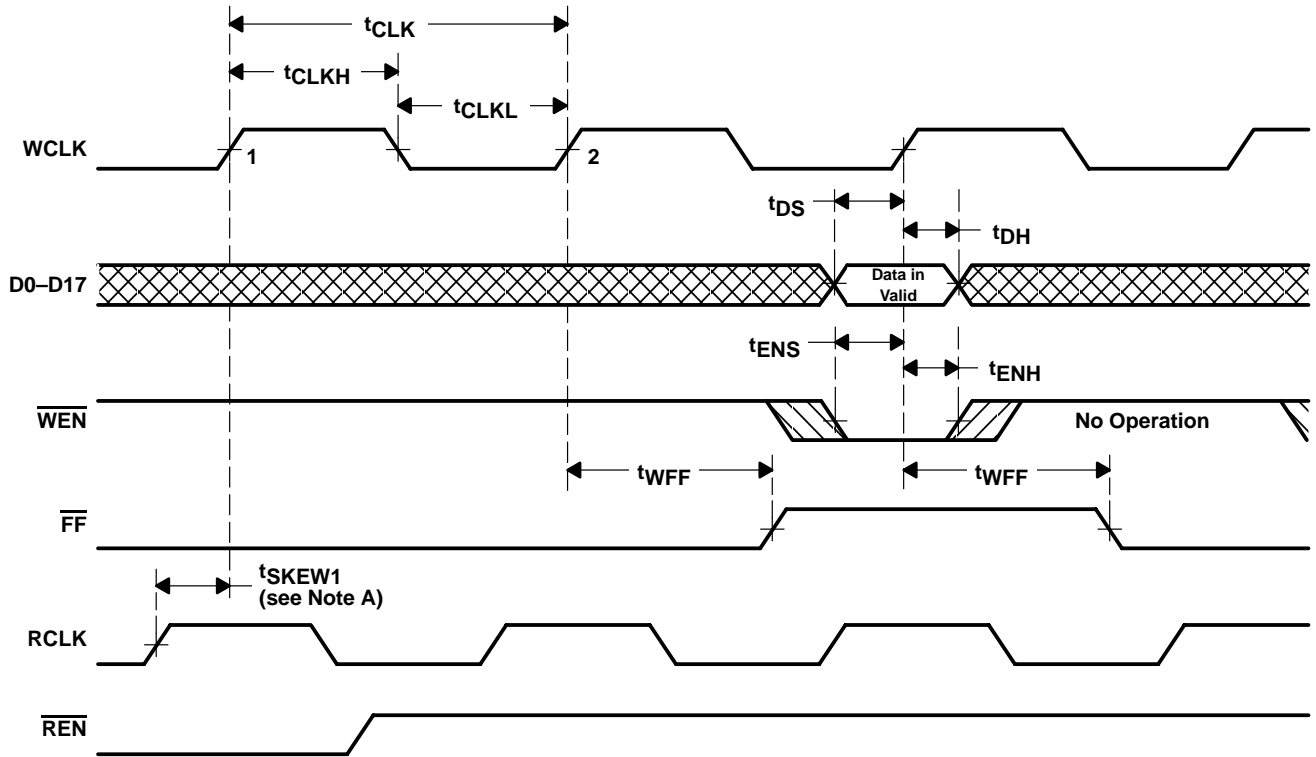 tCLK
tCLKH
tCLKL
WCLK
1
2
tDS
tDH
D0–D17
Data in
Valid
tENS
tENH
WEN
No Operation
tWFF
tWFF
FF
tSKEW1
(see Note A)
RCLK
REN